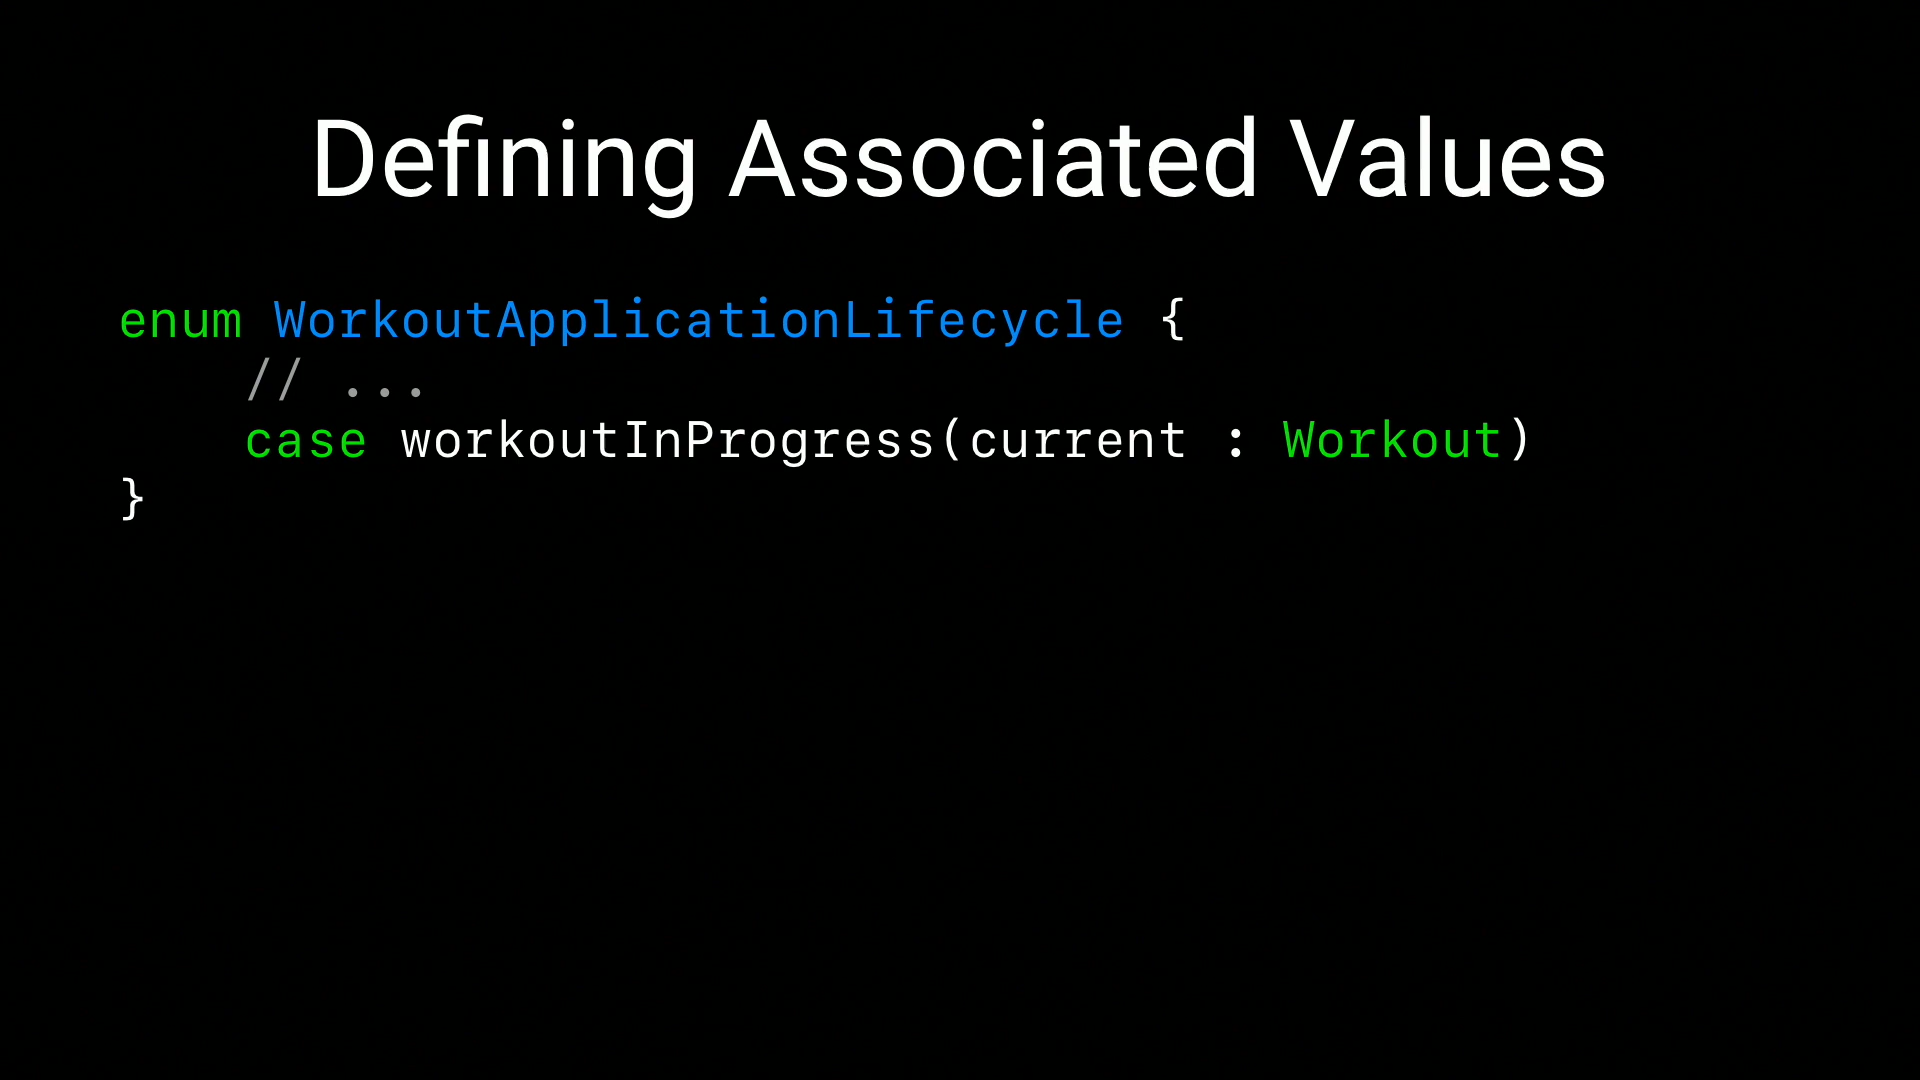 Defining Associated Values
enum WorkoutApplicationLifecycle {
    // ...
    case workoutInProgress(current : Workout)
}